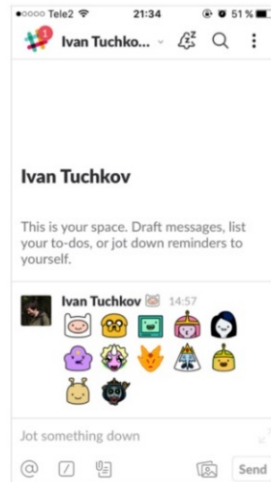 Tele2 21:34 51 %
1 Ivan Tuchko...
Ivan Tuchkov
This is your space. Draft messages, list
your to-dos, or jot down reminders to
yourself.
Ivan Tuchkov 14:57
Jot something down
Send